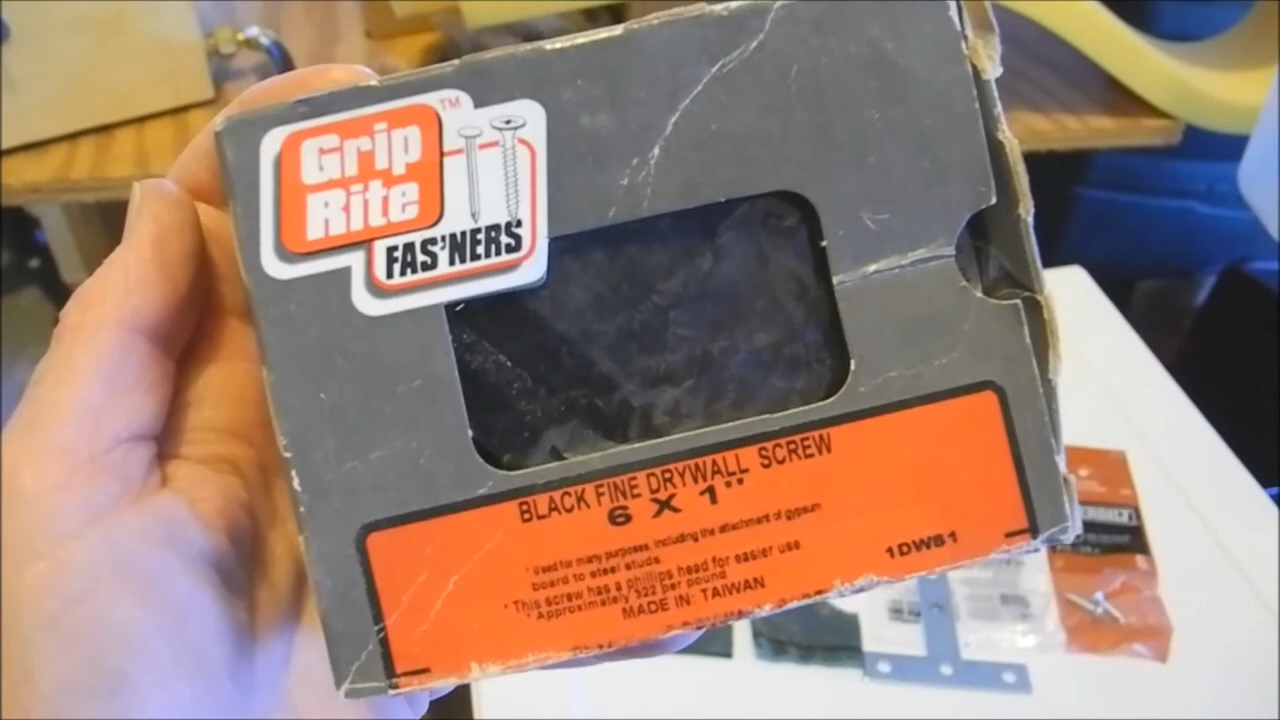 Grip
Rite
TM
FAS'NERS
BLACK FINE DRYWALL SCREW
6 X 1"
* Used for many purposes, including the attachment of gypsum
board to steel studs
* This screw has a phillips head for easier use
* Approximately 322 per pound
MADE IN: TAIWAN
1DWS1